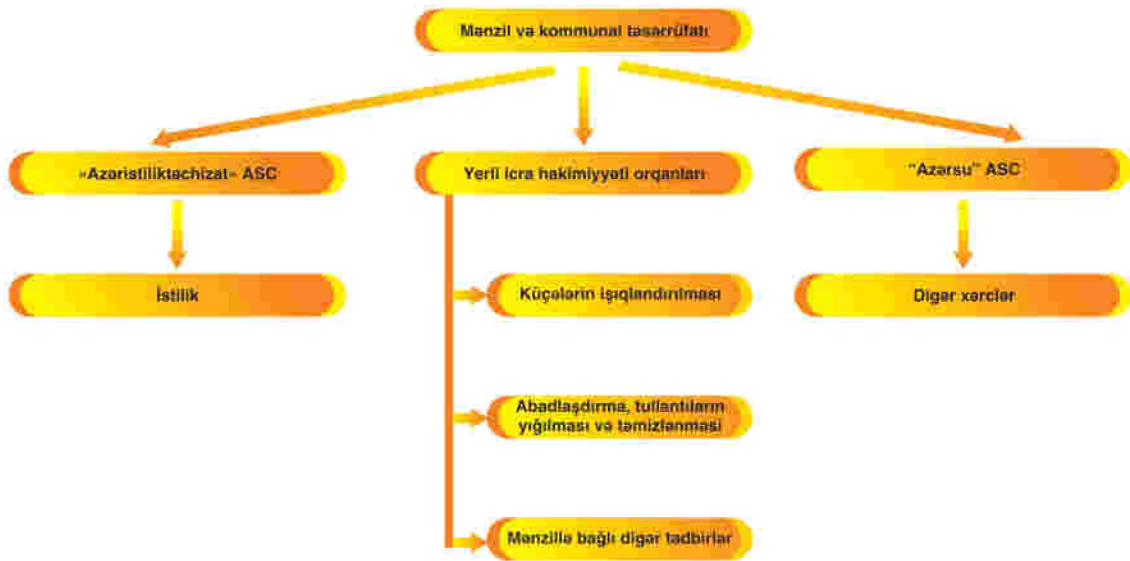 Mənzil və kommunal təsərrüfatı
«Azəristiliktəchizat» ASC
Yerli icra hakimiyyəti orqanları
"Azərsu" ASC
İstilik
Küçələrin işıqlandırılması
Digər xərclər
Abadlaşdırma, tullantıların
yığılması və təmizlənməsi
Mənzillə bağlı digər tədbirlər